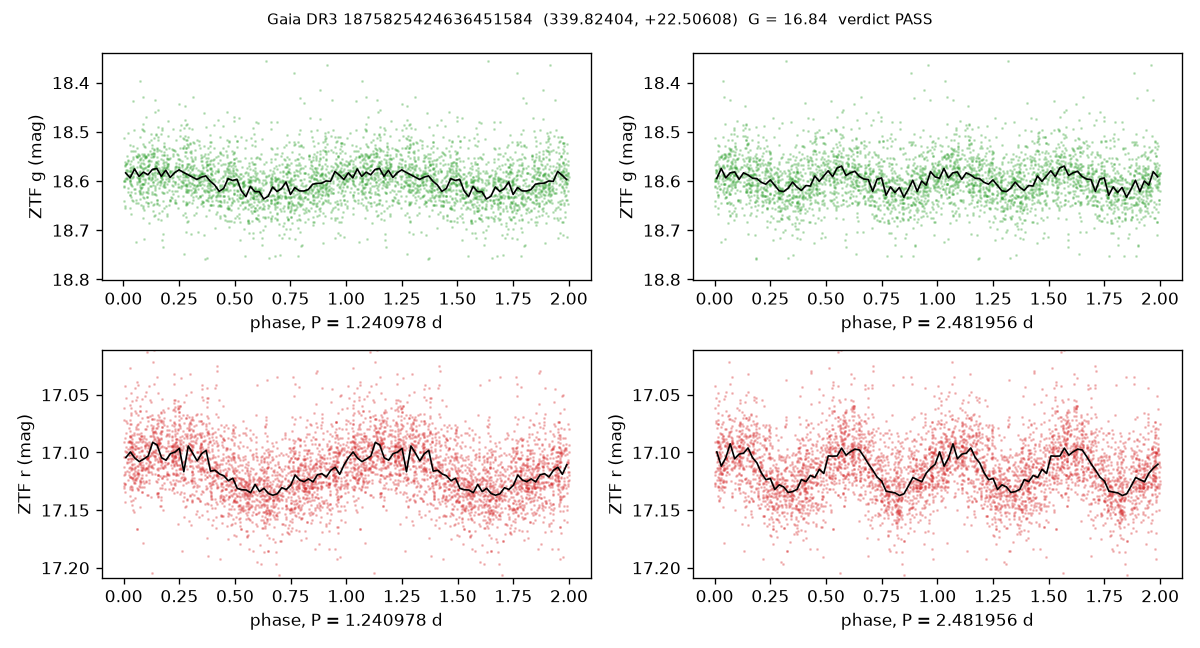 Gaia DR3 1875825424636451584 (339.82404, +22.50608) G = 16.84 verdict PASS
ZTF g (mag)
18.4
18.5
18.6
18.7
18.8
0.00 0.25 0.50 0.75 1.00 1.25 1.50 1.75 2.00
phase, P = 1.240978 d
ZTF g (mag)
18.4
18.5
18.6
18.7
18.8
0.00 0.25 0.50 0.75 1.00 1.25 1.50 1.75 2.00
phase, P = 2.481956 d
ZTF r (mag)
17.05
17.10
17.15
17.20
0.00 0.25 0.50 0.75 1.00 1.25 1.50 1.75 2.00
phase, P = 1.240978 d
ZTF r (mag)
17.05
17.10
17.15
17.20
0.00 0.25 0.50 0.75 1.00 1.25 1.50 1.75 2.00
phase, P = 2.481956 d